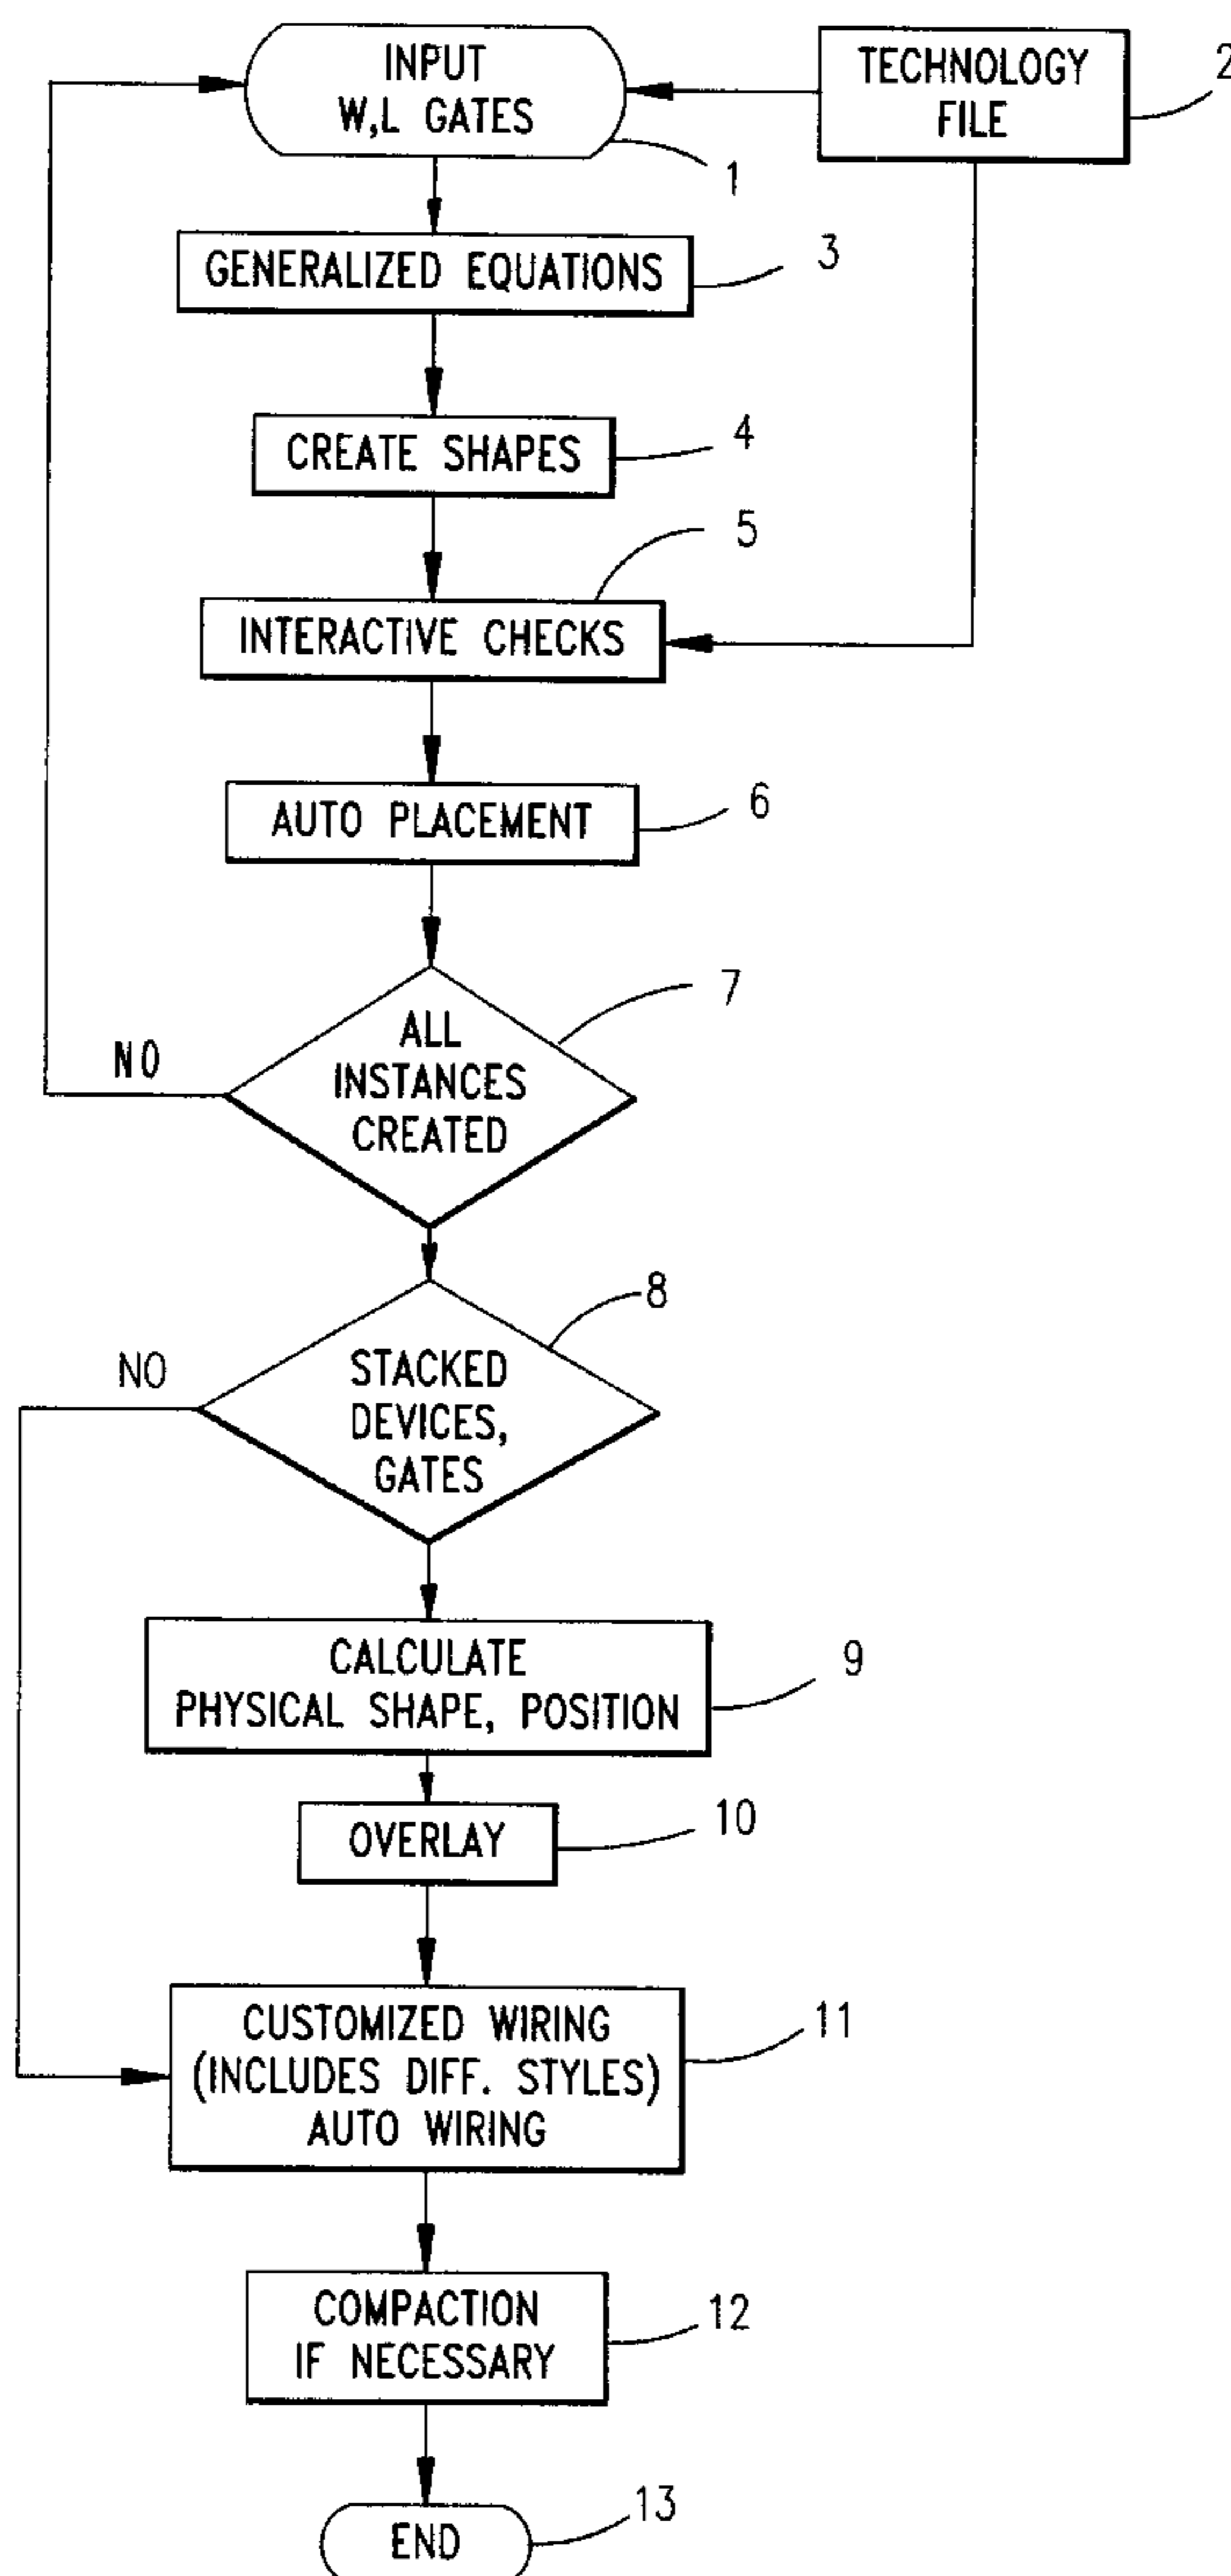 INPUT
W,L GATES
1
TECHNOLOGY
FILE
2
GENERALIZED EQUATIONS
3
CREATE SHAPES
4
INTERACTIVE CHECKS
5
AUTO PLACEMENT
6
ALL
INSTANCES
CREATED
7
NO
STACKED
DEVICES,
GATES
8
NO
CALCULATE
PHYSICAL SHAPE, POSITION
9
OVERLAY
10
CUSTOMIZED WIRING
(INCLUDES DIFF. STYLES)
AUTO WIRING
11
COMPACTION
IF NECESSARY
12
END
13